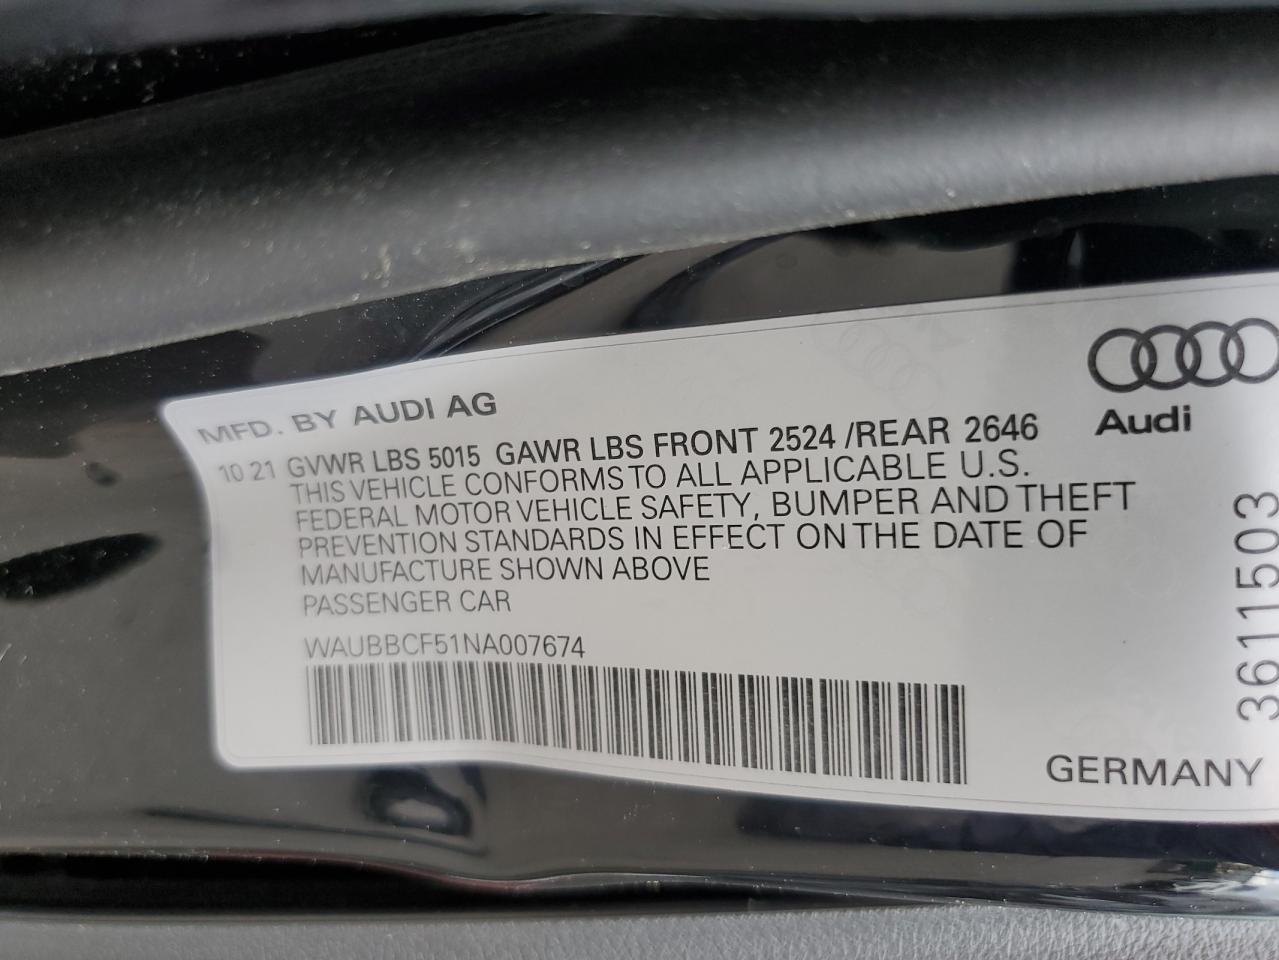 MFD. BY AUDI AG
10 21 GVWR LBS 5015 GAWR LBS FRONT 2524 /REAR 2646
THIS VEHICLE CONFORMS TO ALL APPLICABLE U.S.
FEDERAL MOTOR VEHICLE SAFETY, BUMPER AND THEFT
PREVENTION STANDARDS IN EFFECT ON THE DATE OF
MANUFACTURE SHOWN ABOVE
PASSENGER CAR
WAUBBCF51NA007674
Audi
3611503
GERMANY